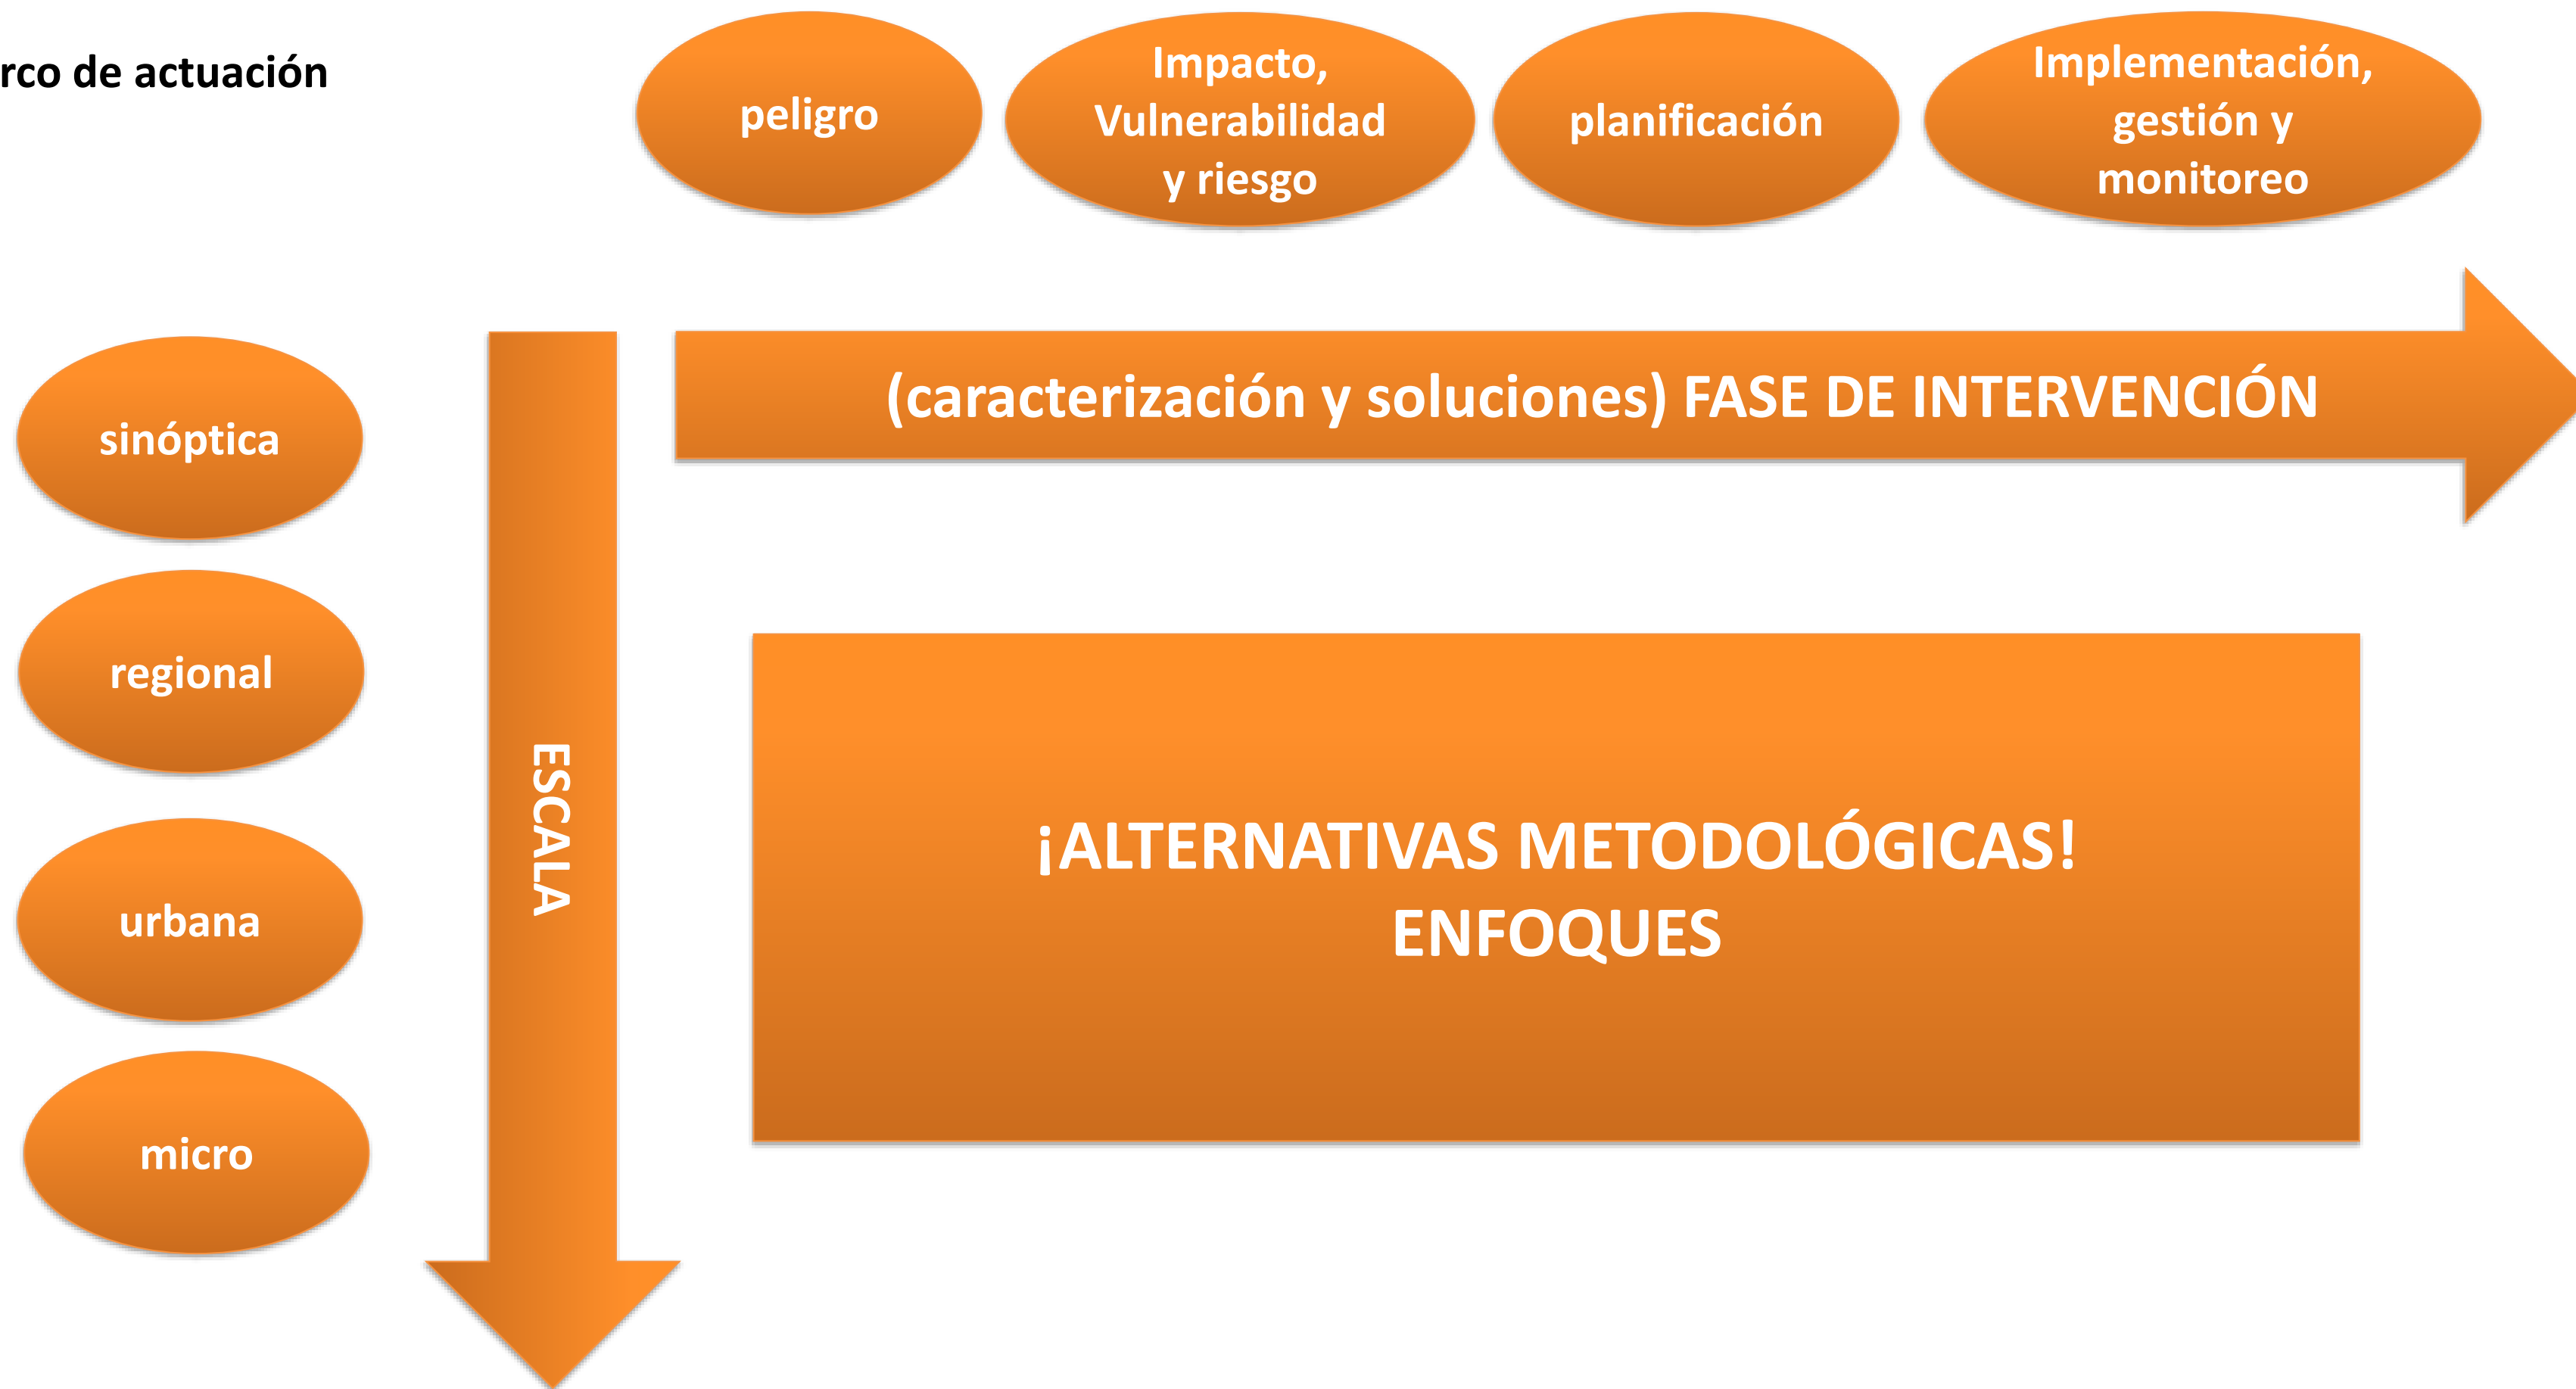 rco de actuación
peligro
Impacto,
Vulnerabilidad
y riesgo
planificación
Implementación,
gestión y
monitoreo
(caracterización y soluciones) FASE DE INTERVENCIÓN
sinóptica
regional
urbana
micro
ESCALA
¡ALTERNATIVAS METODOLÓGICAS!
ENFOQUES